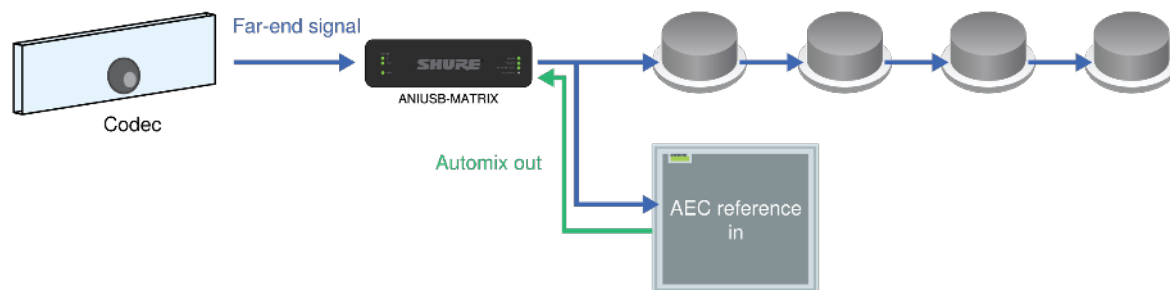 Far-end signal
SHURE
ANIUSB-MATRIX
Codec
Automix out
AEC reference
in